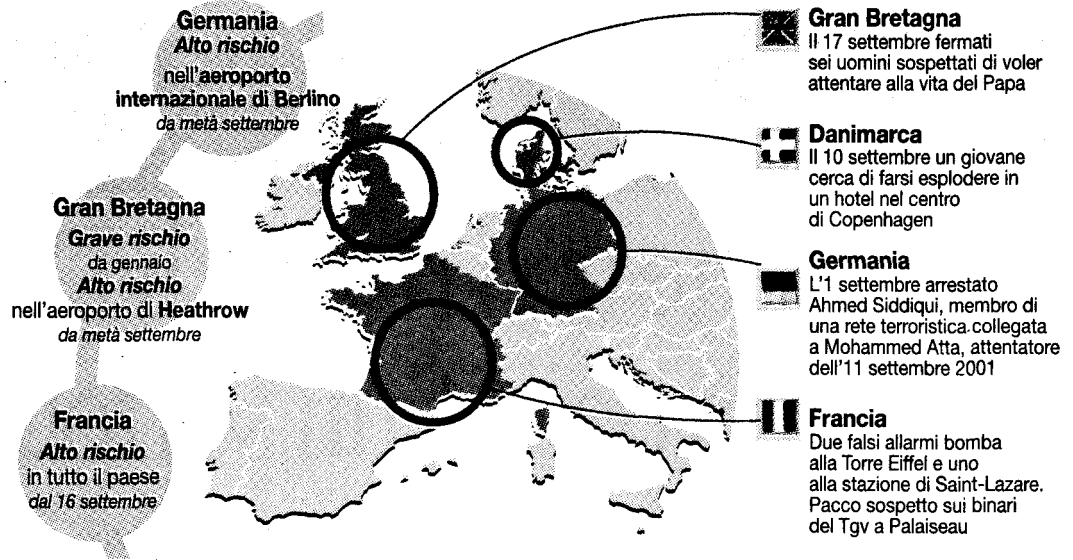 Germania
Alto rischio
nell'aeroporto
internazionale di Berlino
da metà settembre
Gran Bretagna
Grave rischio
da gennaio
Alto rischio
nell'aeroporto di Heathrow
da metà settembre
Francia
Alto rischio
in tutto il paese
dal 16 settembre
Gran Bretagna
Il 17 settembre fermati
sei uomini sospettati di voler
attentare alla vita del Papa
Danimarca
Il 10 settembre un giovane
cerca di farsi esplodere in
un hotel nel centro
di Copenhagen
Germania
L'1 settembre arrestato
Ahmed Siddiqui, membro di
una rete terroristica collegata
a Mohammed Atta, attentatore
dell'11 settembre 2001
Francia
Due falsi allarmi bomba
alla Torre Eiffel e uno
alla stazione di Saint-Lazare.
Pacco sospetto sui binari
del Tgv a Palaiseau